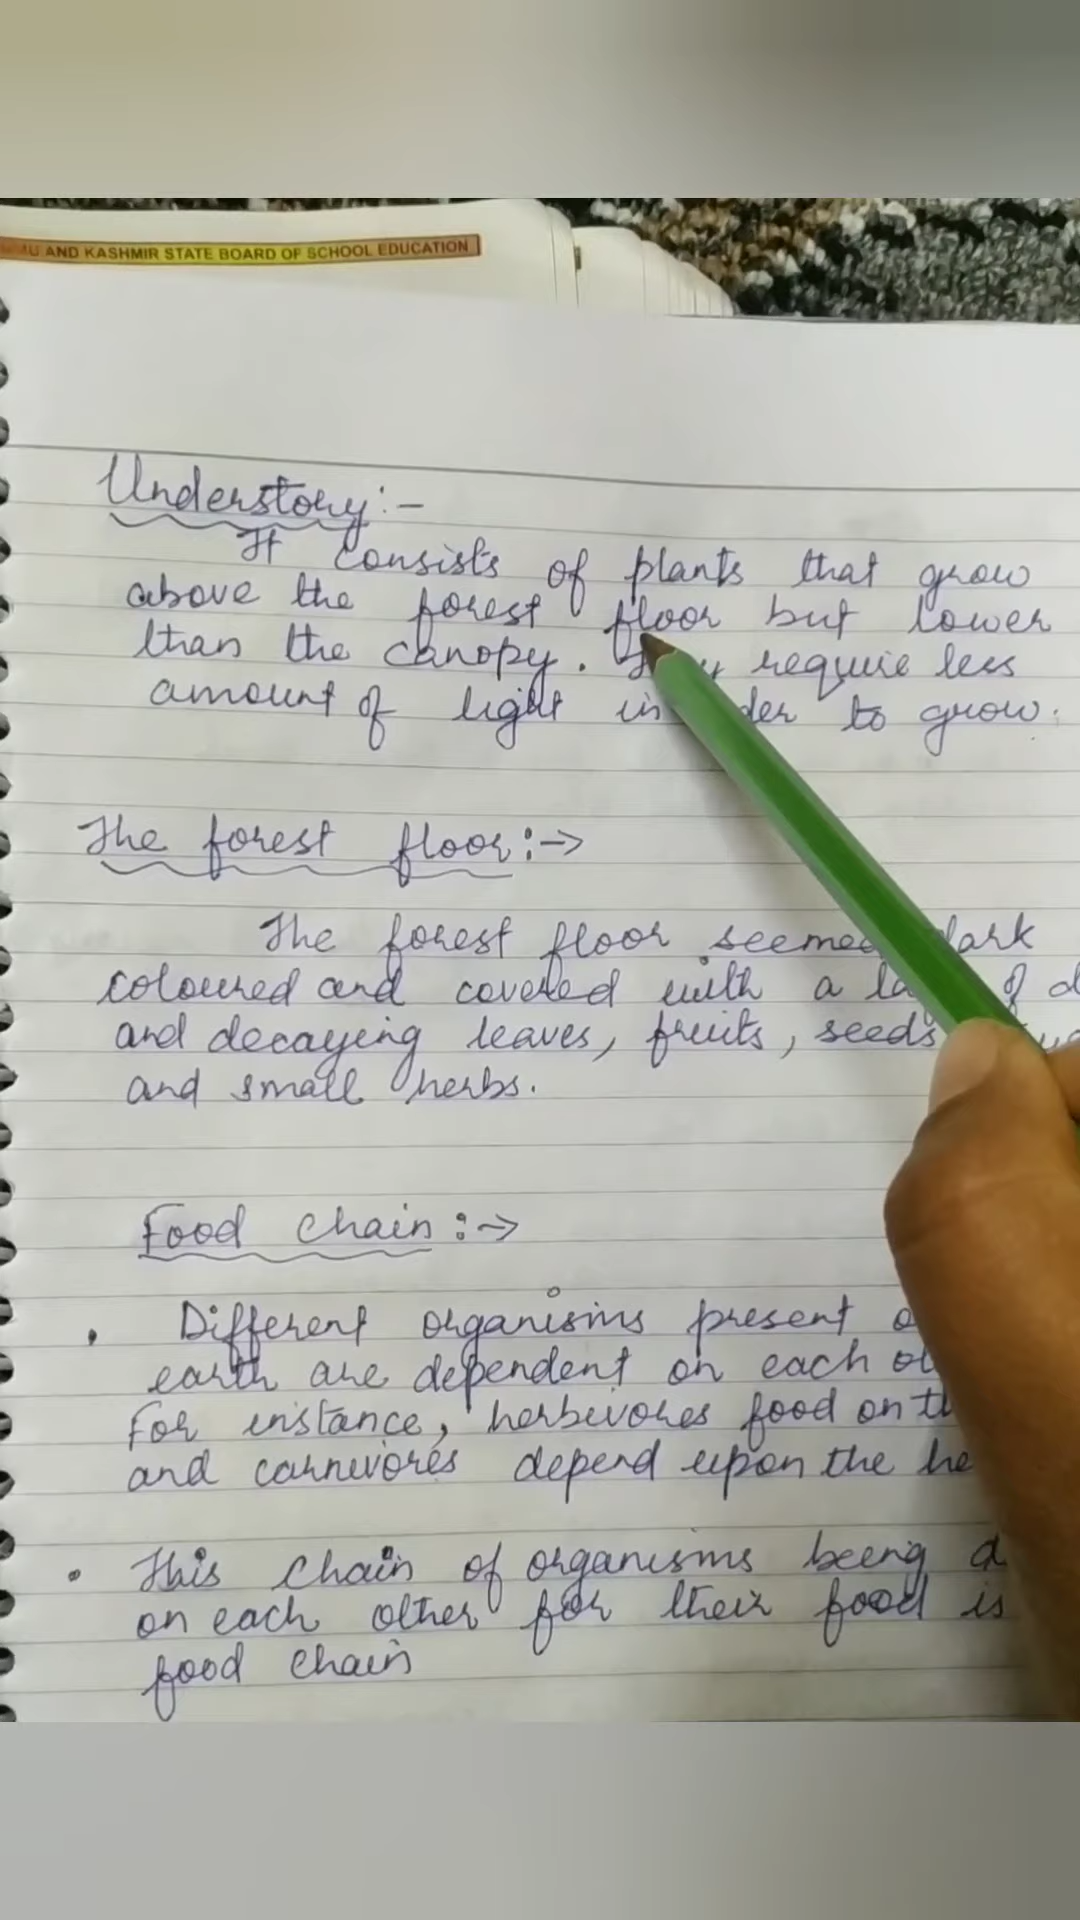 AND KASHMIR STATE BOARD OF SCHOOL EDUCATION
Understory:-
It consists of plants that grow
above the forest floor but lower
than the canopy. require less
amount of light in to grow.
The forest floor:->
The forest floor seemed dark
coloured and covered with a of
and decaying leaves, fruits, seeds
and small herbs.
Food chain:->
• Different organisms present
earth are dependent on each
For instance, herbivores food on
and carnivores depend upon the
• This chain of organisms being
on each other for their food is
food chain